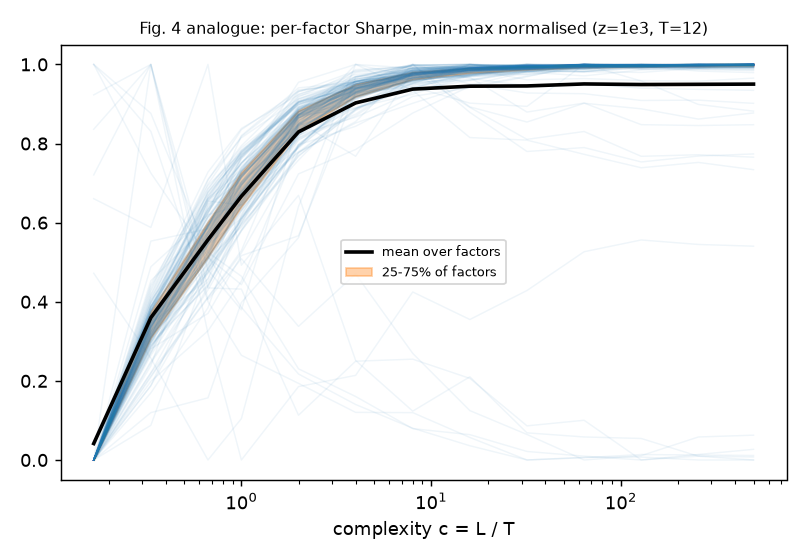 Fig. 4 analogue: per-factor Sharpe, min-max normalised (z=1e3, T=12)
1.0
0.8
0.6
0.4
0.2
0.0
mean over factors
25-75% of factors
10⁰ 10¹ 10²
complexity c = L / T